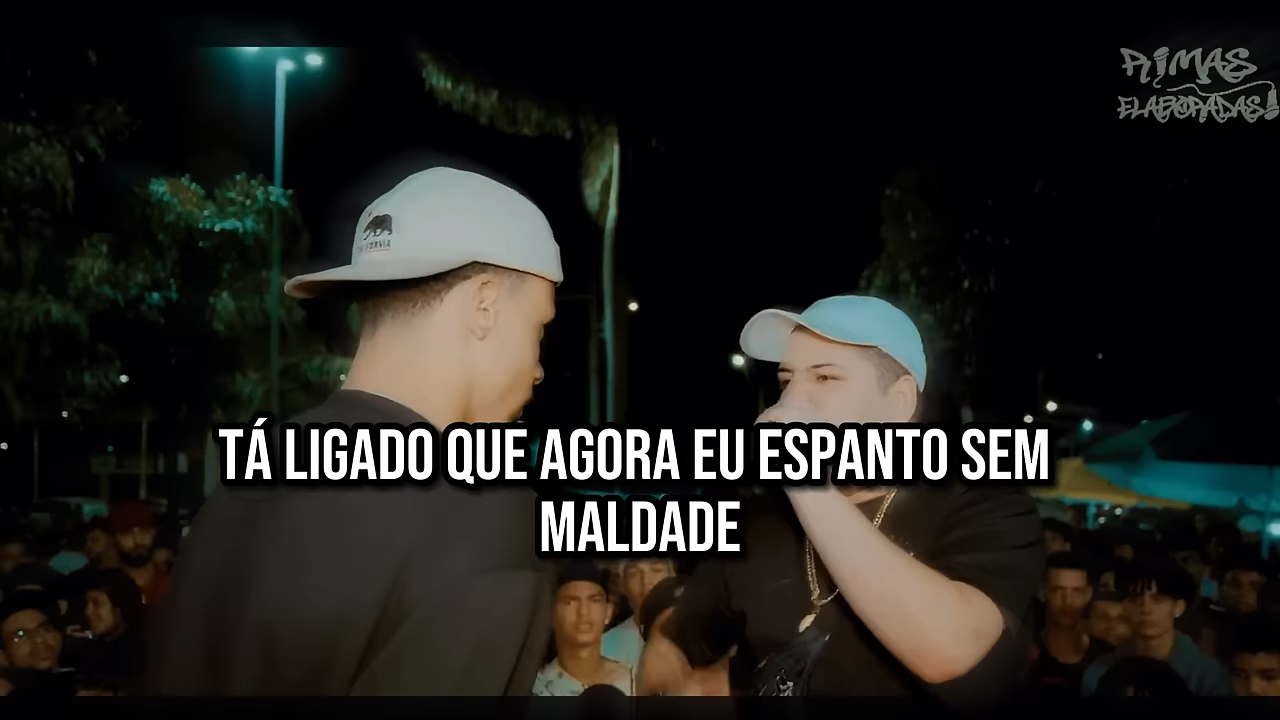 RIMAS
ELABORADAS!
TÁ LIGADO QUE AGORA EU ESPANTO SEM
MALDADE